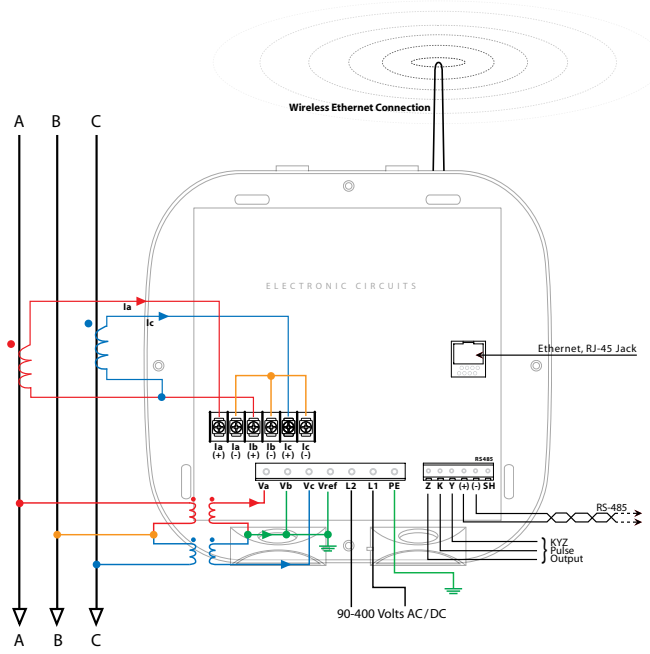 Wireless Ethernet Connection
A B C
ELECTRONIC CIRCUITS
Ia
Ic
Ethernet, RJ-45 Jack
Ia Ia Ib Ib Ic Ic
(+) (-) (+) (-) (+) (-)
RS485
Va Vb Vc Vref L2 L1 PE
Z K Y (+) (-) SH
RS-485
KYZ
Pulse
Output
90-400 Volts AC/DC
A B C